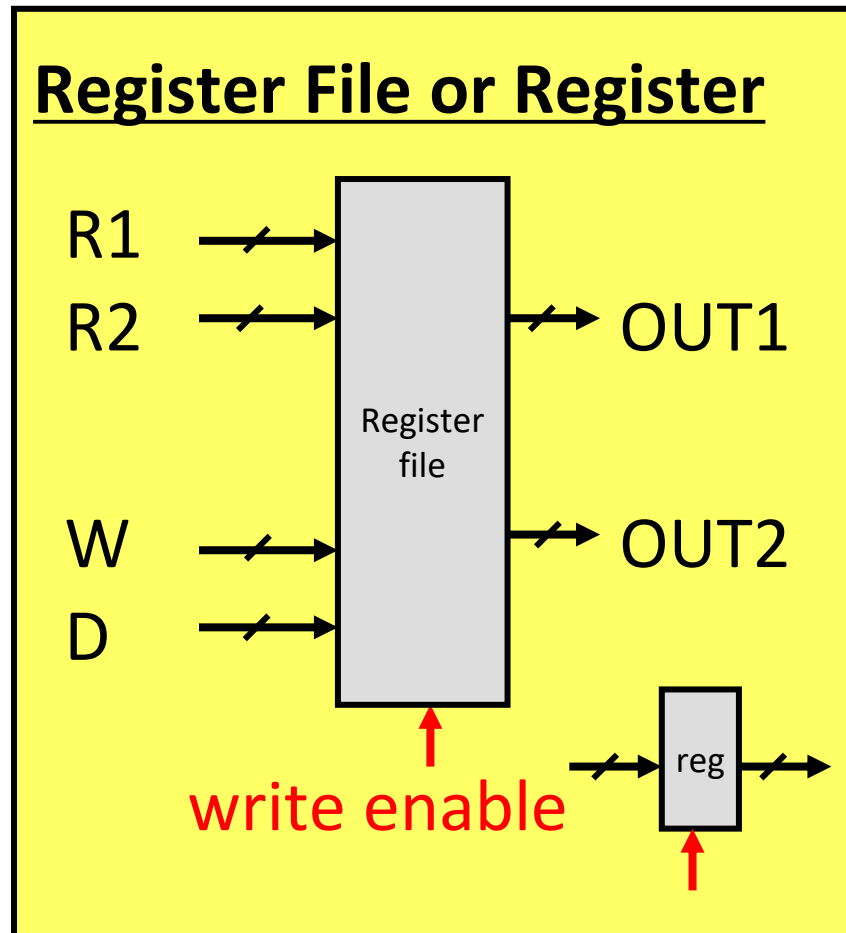 Register File or Register
R1
R2
OUT1
Register
file
W
OUT2
D
reg
write enable